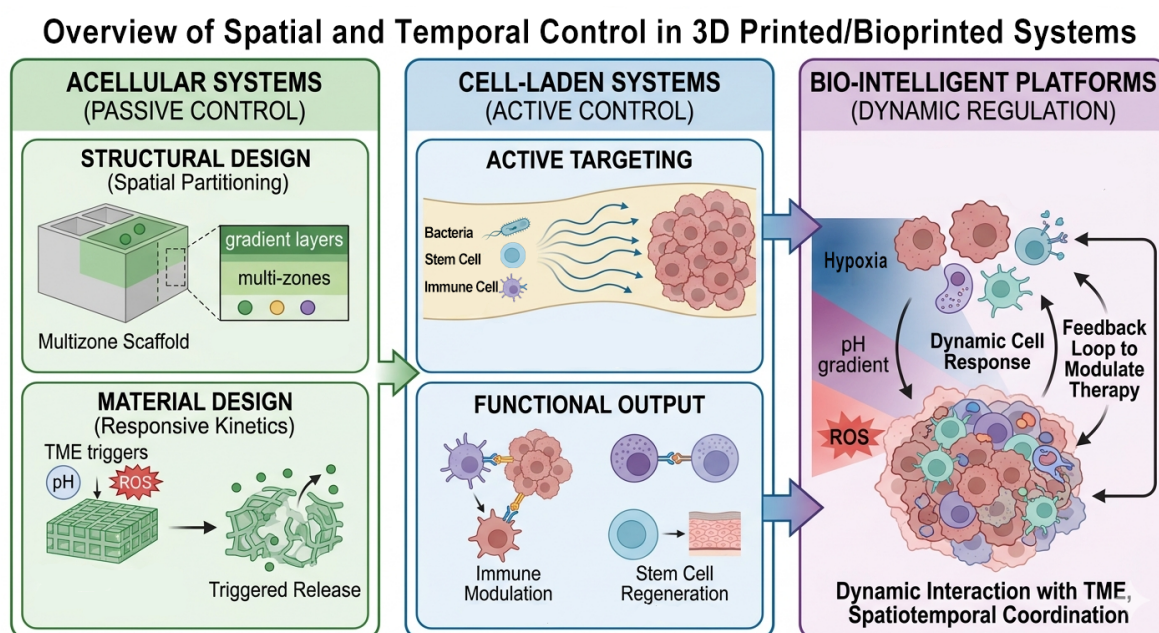 Overview of Spatial and Temporal Control in 3D Printed/Bioprinted Systems
ACELLULAR SYSTEMS
(PASSIVE CONTROL)
STRUCTURAL DESIGN
(Spatial Partitioning)
gradient layers
multi-zones
Multizone Scaffold
MATERIAL DESIGN
(Responsive Kinetics)
TME triggers
pH
ROS
Triggered Release
CELL-LADEN SYSTEMS
(ACTIVE CONTROL)
ACTIVE TARGETING
Bacteria
Stem Cell
Immune Cell
FUNCTIONAL OUTPUT
Immune
Modulation
Stem Cell
Regeneration
BIO-INTELLIGENT PLATFORMS
(DYNAMIC REGULATION)
Hypoxia
pH
gradient
ROS
Dynamic Cell
Response
Feedback
Loop to
Modulate
Therapy
Dynamic Interaction with TME,
Spatiotemporal Coordination